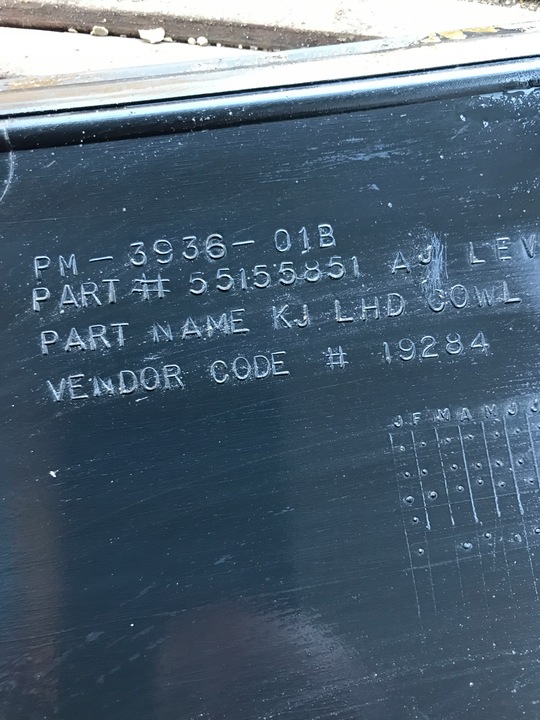 PM-3936-01B
PART # 55155851 AJ LEV
PART NAME KJ LHD COWL
VENDOR CODE # 19284
J F M A M J J